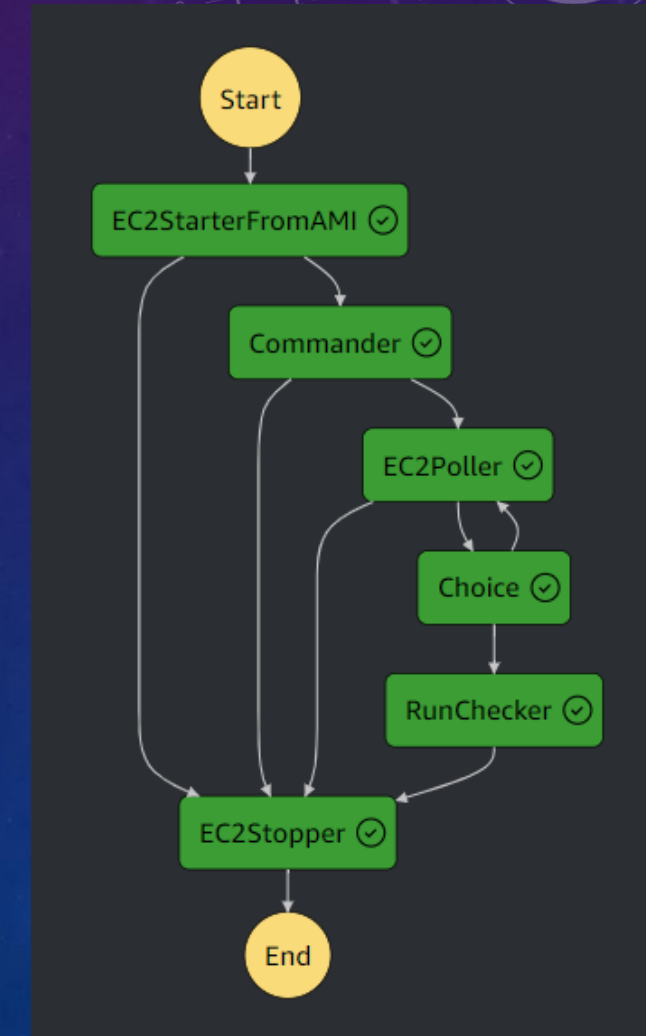 Start
EC2StarterFromAMI
Commander
EC2Poller
Choice
RunChecker
EC2Stopper
End